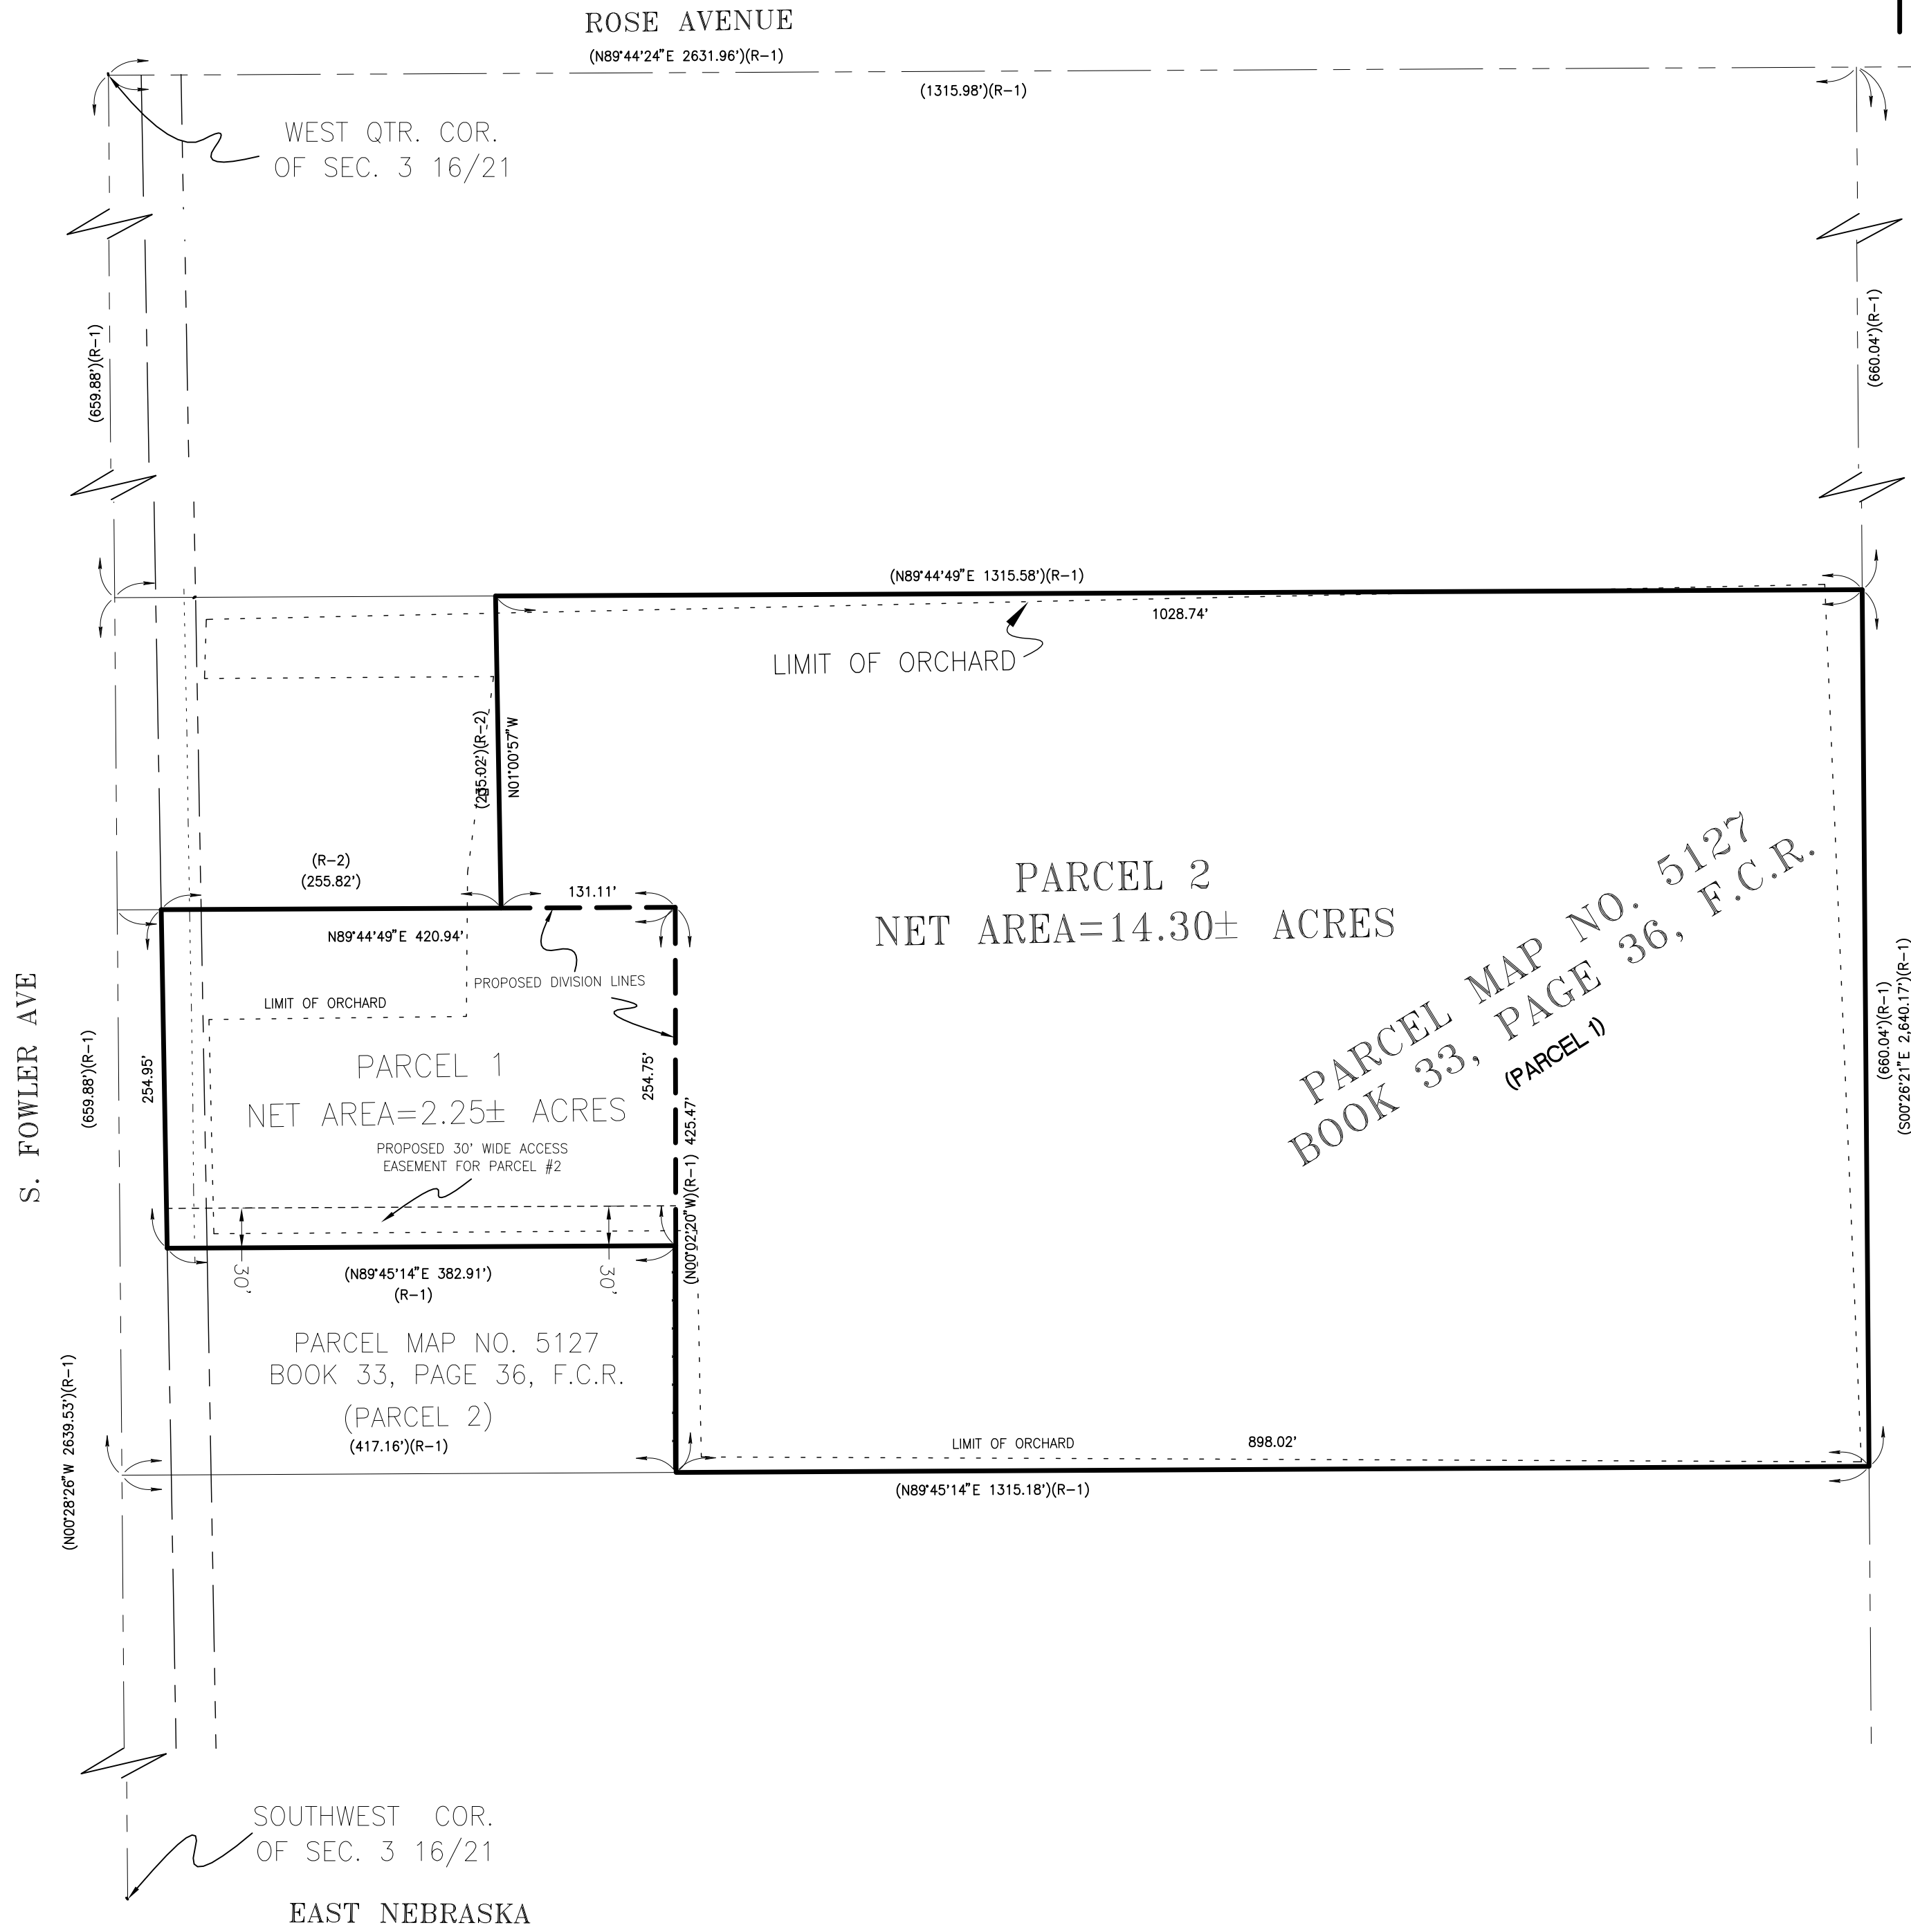 ROSE AVENUE
(N89°44'24"E 2631.96')(R-1)
(1315.98')(R-1)
WEST QTR. COR.
OF SEC. 3 16/21
(659.88')(R-1)
(660.04')(R-1)
(N89°44'49"E 1315.58')(R-1)
1028.74'
LIMIT OF ORCHARD
(R-2)
N01°00'57"W
(R-2)
(255.82')
131.11'
N89°44'49"E 420.94'
PROPOSED DIVISION LINES
LIMIT OF ORCHARD
PARCEL 2
NET AREA=14.30± ACRES
PARCEL MAP NO. 5127
BOOK 33, PAGE 36, F.C.R.
(PARCEL 1)
S. FOWLER AVE
(659.88')(R-1)
254.95'
PARCEL 1
NET AREA=2.25± ACRES
254.75'
(N00°02'20"W)(R-1) 425.47'
PROPOSED 30' WIDE ACCESS
EASEMENT FOR PARCEL #2
(660.04')(R-1)
(S00°26'21"E 2,640.17')(R-1)
30'
30'
(N89°45'14"E 382.91')
(R-1)
PARCEL MAP NO. 5127
BOOK 33, PAGE 36, F.C.R.
(PARCEL 2)
(417.16')(R-1)
LIMIT OF ORCHARD
898.02'
(N89°45'14"E 1315.18')(R-1)
(N00°28'26"W 2639.53')(R-1)
SOUTHWEST COR.
OF SEC. 3 16/21
EAST NEBRASKA